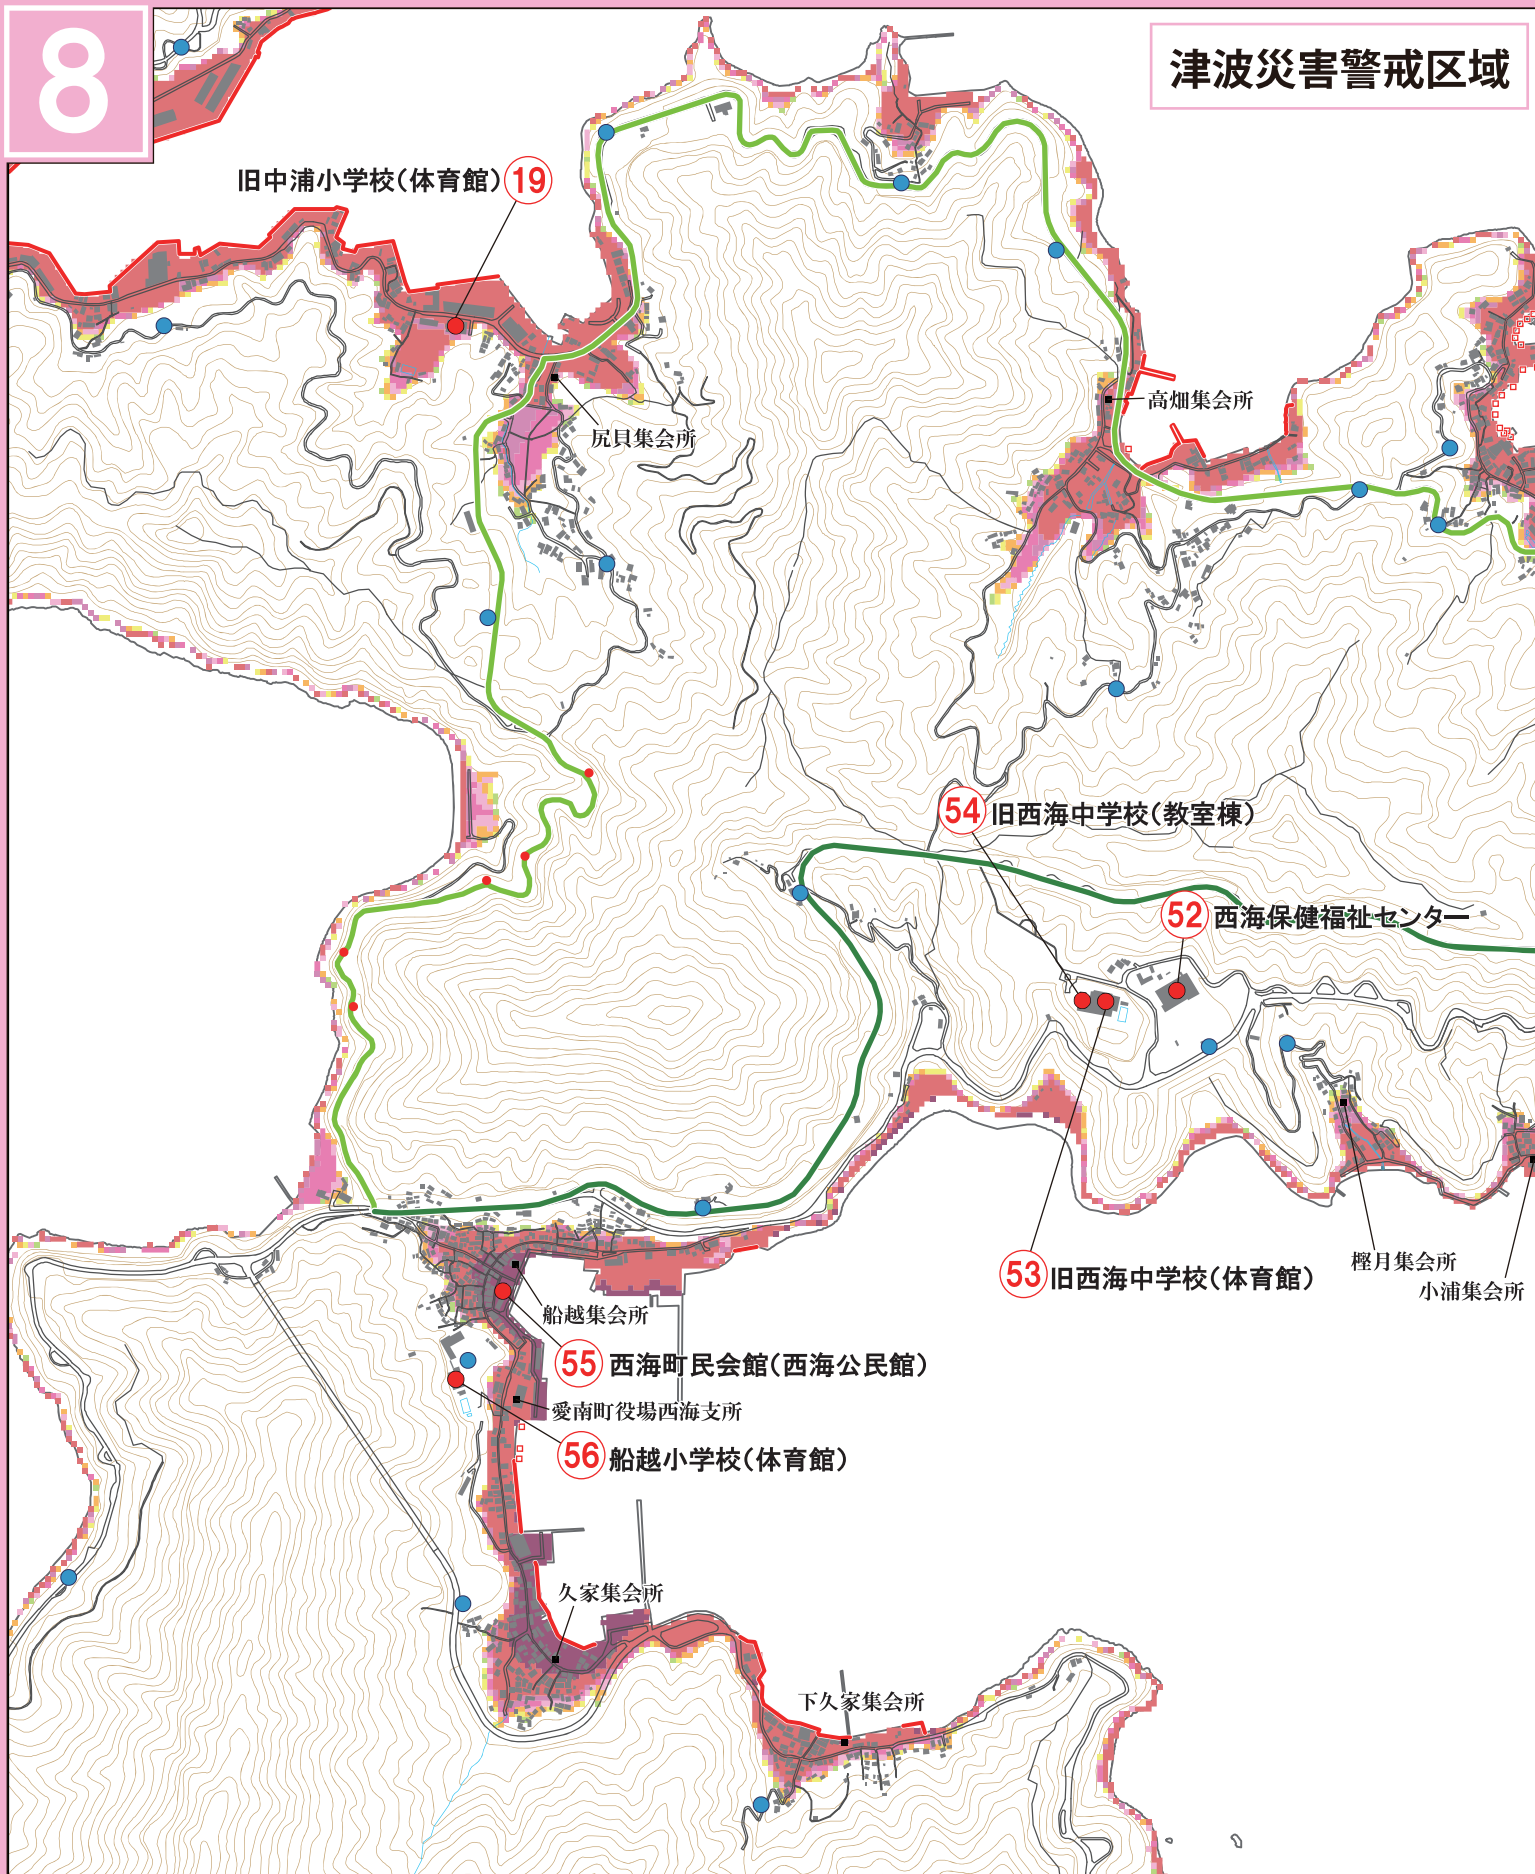 8
津波災害警戒区域
旧中浦小学校(体育館) 19
高畑集会所
尻貝集会所
54 旧西海中学校(教室棟)
52 西海保健福祉センター
樫月集会所
53 旧西海中学校(体育館)
小浦集会所
船越集会所
55 西海町民会館(西海公民館)
愛南町役場西海支所
56 船越小学校(体育館)
久家集会所
下久家集会所